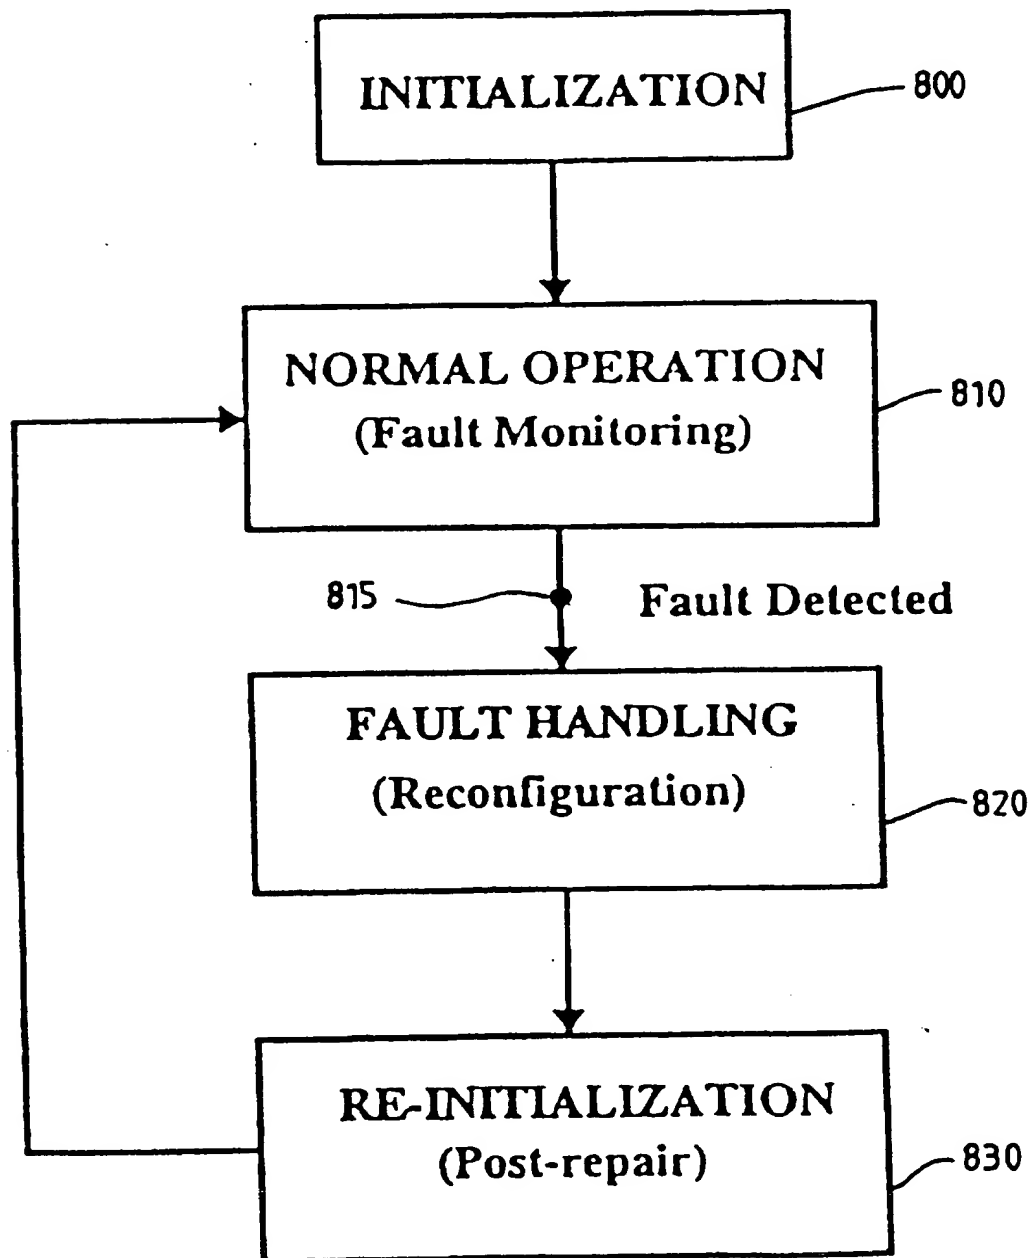 INITIALIZATION
800
NORMAL OPERATION
(Fault Monitoring)
810
815
Fault Detected
FAULT HANDLING
(Reconfiguration)
820
RE-INITIALIZATION
(Post-repair)
830